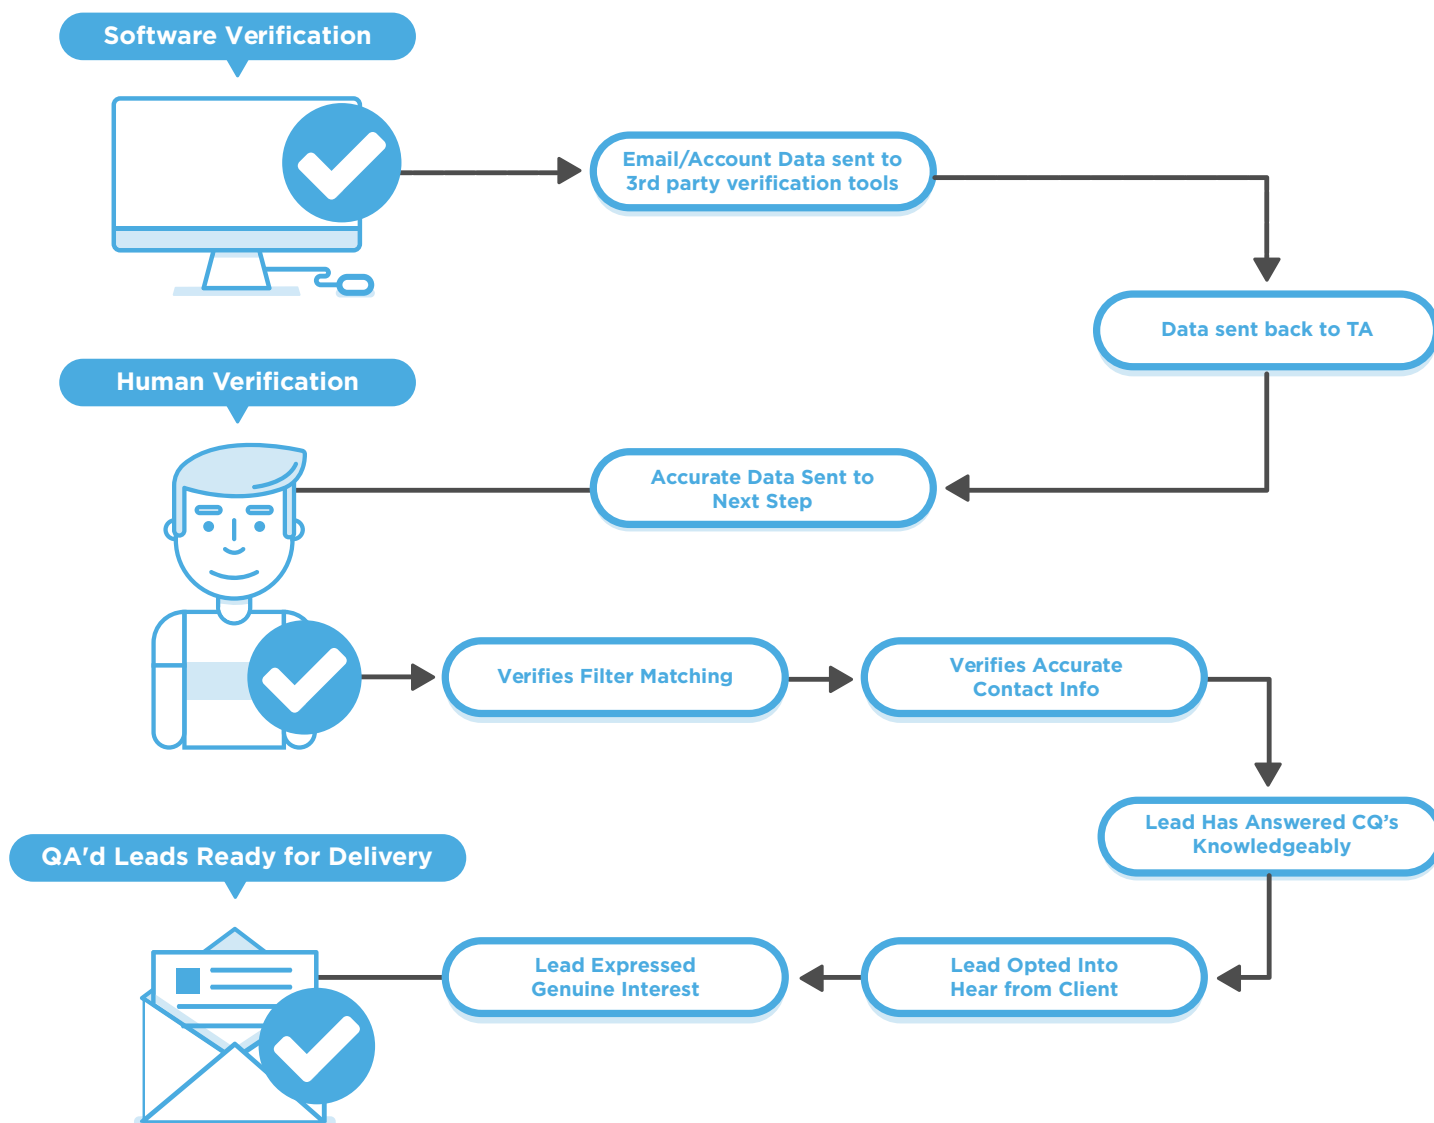 Software Verification
Email/Account Data sent to
3rd party verification tools
Data sent back to TA
Human Verification
Accurate Data Sent to
Next Step
Verifies Filter Matching
Verifies Accurate
Contact Info
Lead Has Answered CQ’s
Knowledgeably
QA'd Leads Ready for Delivery
Lead Expressed
Genuine Interest
Lead Opted Into
Hear from Client